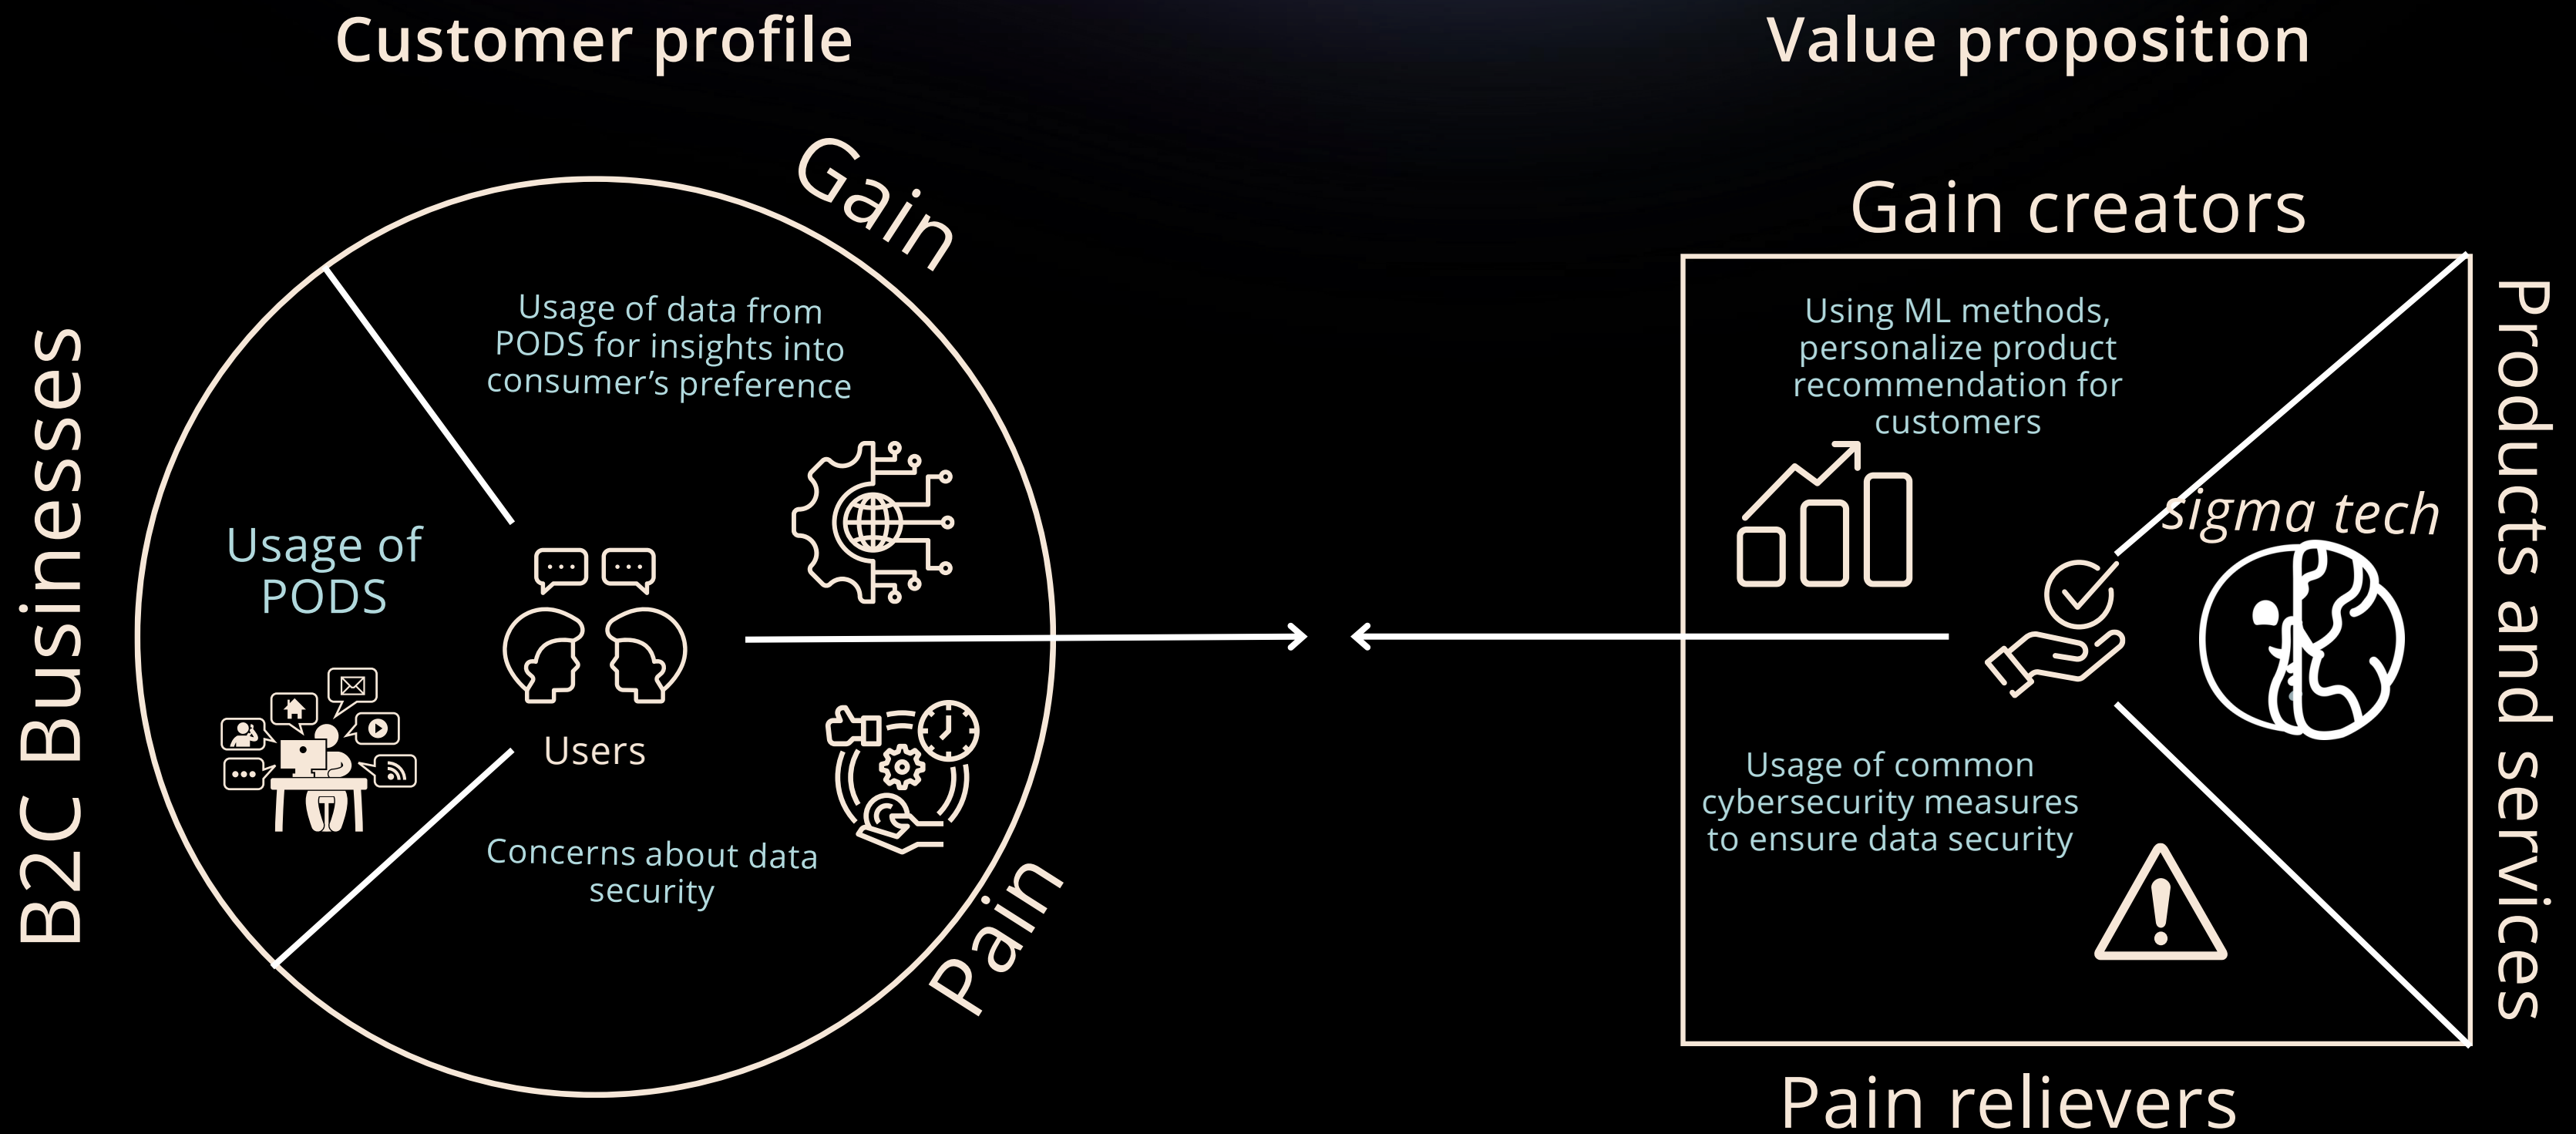 Customer profile
Value proposition
B2C Businesses
Gain
Usage of data from
PODS for insights into
consumer’s preference
Usage of
PODS
Users
Concerns about data
security
Pain
Gain creators
Using ML methods,
personalize product
recommendation for
customers
sigma tech
Products and services
Usage of common
cybersecurity measures
to ensure data security
Pain relievers